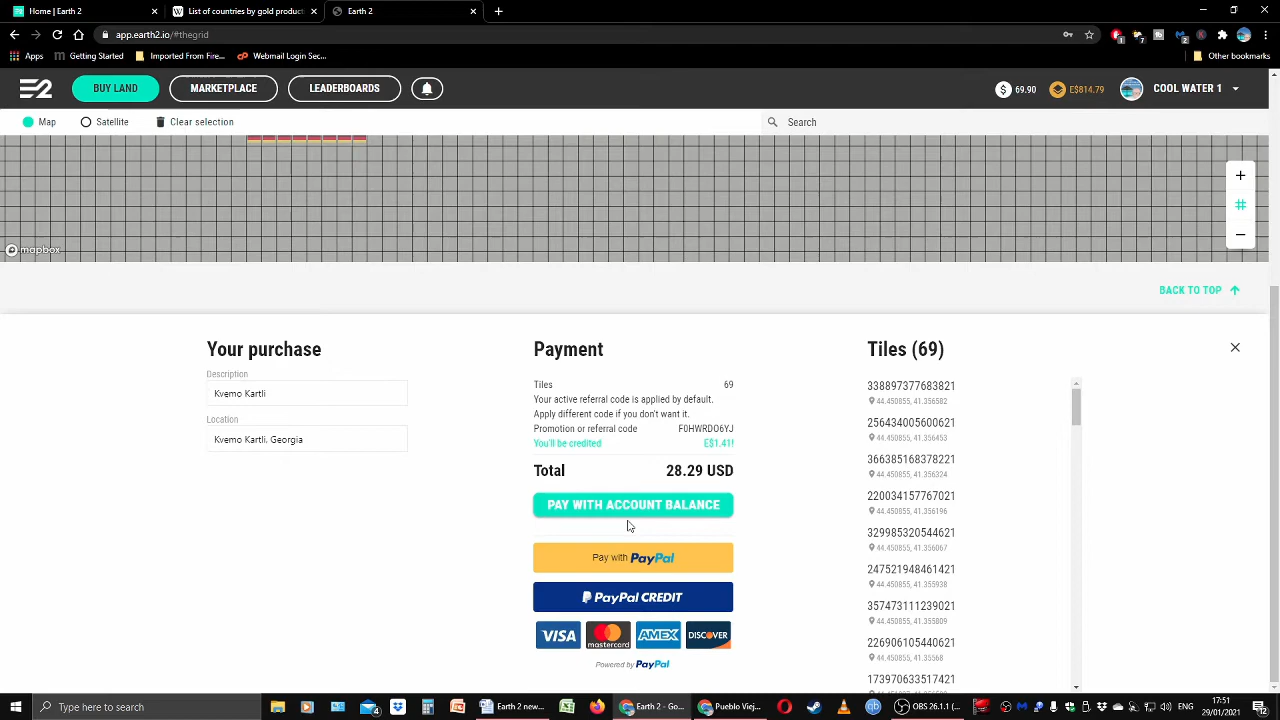 Home | Earth 2
List of countries by gold product
Earth 2
app.earth2.io/#thegrid
Apps
Getting Started
Imported From Fire...
Webmail Login Sec...
Other bookmarks
BUY LAND
MARKETPLACE
LEADERBOARDS
69.90
E$814.79
COOL WATER 1
Map
Satellite
Clear selection
Search
mapbox
BACK TO TOP
Your purchase
Description
Kvemo Kartli
Location
Kvemo Kartli, Georgia
Payment
Tiles 69
Your active referral code is applied by default.
Apply different code if you don't want it.
Promotion or referral code F0HWRDO6YJ
You'll be credited E$1.41!
Total 28.29 USD
PAY WITH ACCOUNT BALANCE
Pay with PayPal
PayPal CREDIT
VISA
mastercard
AMEX
DISCOVER
Powered by PayPal
Tiles (69)
338897377683821
44.450855, 41.356582
256434005600621
44.450855, 41.356453
366385168378221
44.450855, 41.356324
220034157767021
44.450855, 41.356196
329985320544621
44.450855, 41.356067
247521948461421
44.450855, 41.355938
357473111239021
44.450855, 41.355809
226906105440621
44.450855, 41.35568
173970633517421
Type here to search
Earth 2 new...
Earth 2 - Go...
Pueblo Viej...
OBS 26.1.1 (...
ENG
17:51
29/01/2021